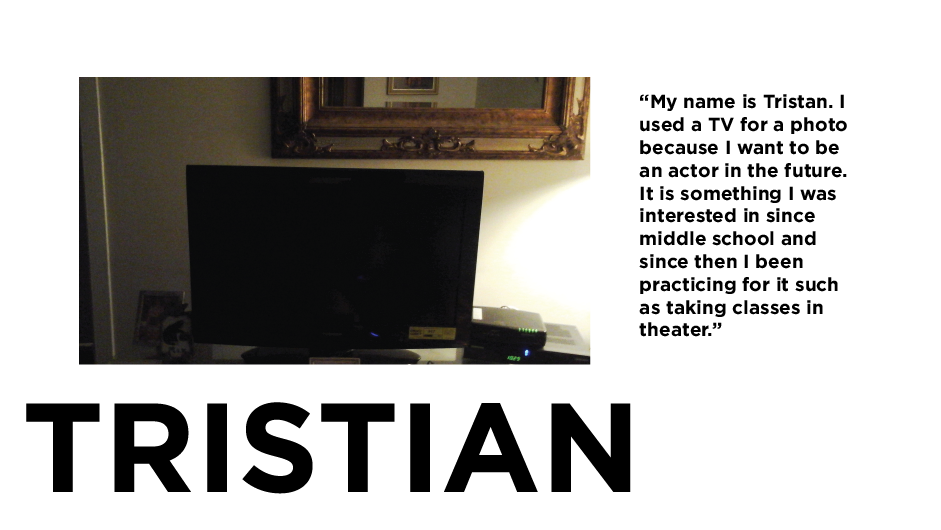 “My name is Tristan. I
used a TV for a photo
because I want to be
an actor in the future.
It is something I was
interested in since
middle school and
since then I been
practicing for it such
as taking classes in
theater.”
TRISTIAN